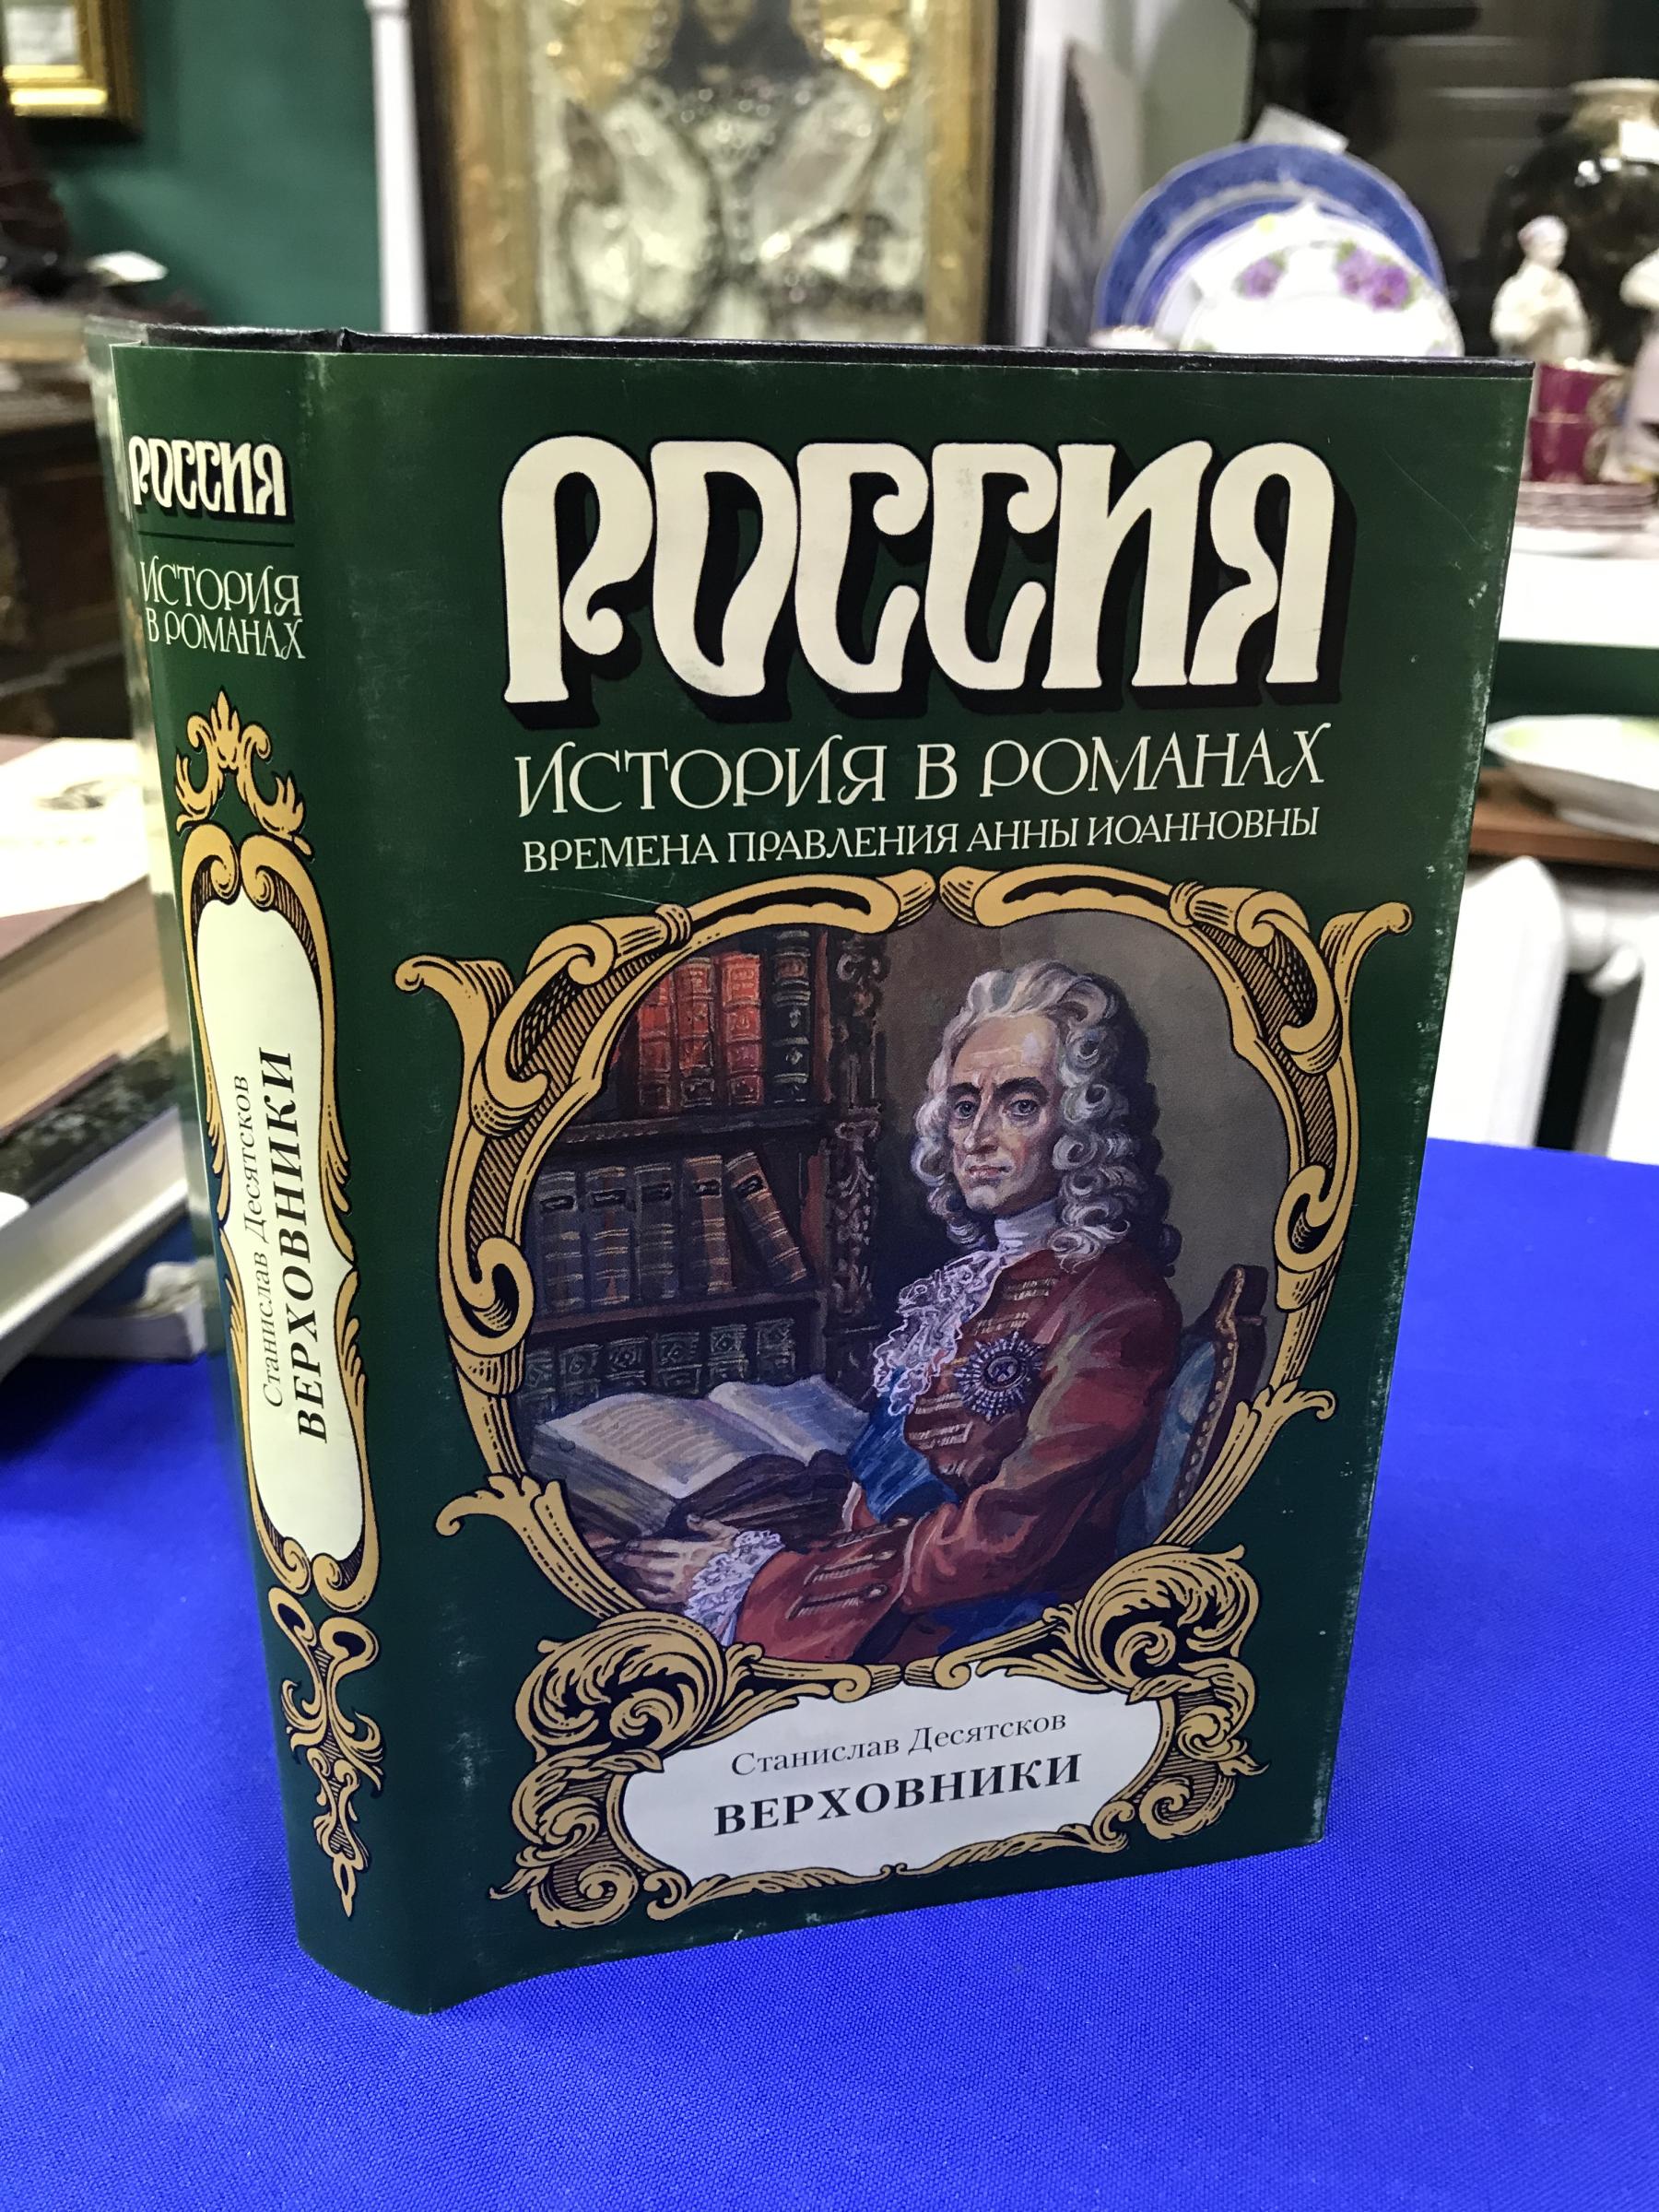 РОССИЯ
ИСТОРИЯ
В РОМАНАХ
Станислав Десятсков
ВЕРХОВНИКИ
РОССИЯ
ИСТОРИЯ В РОМАНАХ
ВРЕМЕНА ПРАВЛЕНИЯ АННЫ ИОАННОВНЫ
Станислав Десятсков
ВЕРХОВНИКИ